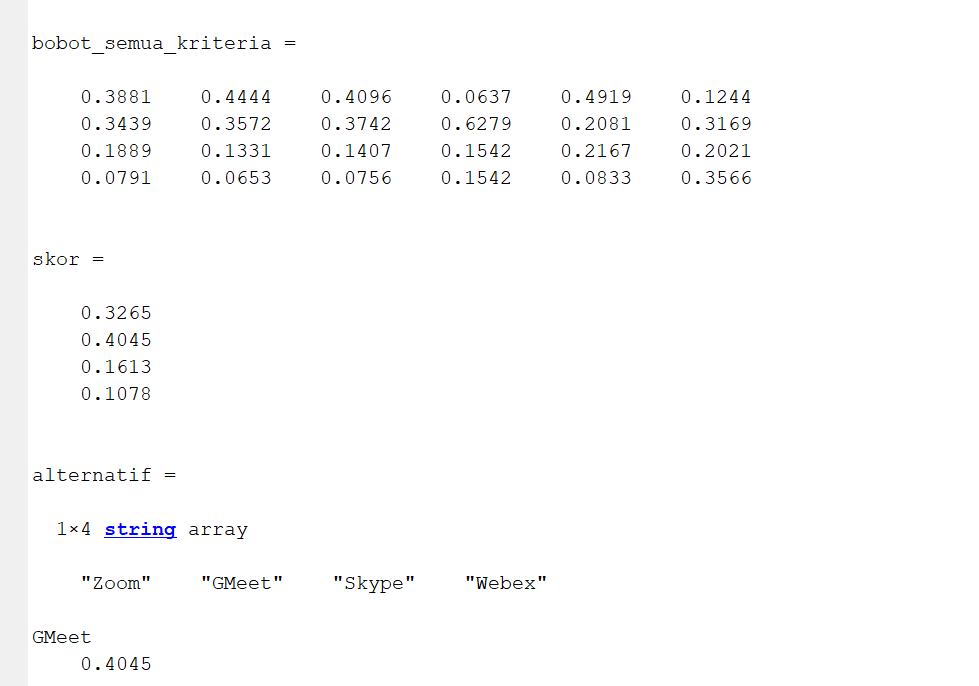 bobot_semua_kriteria =
0.3881 0.4444 0.4096 0.0637 0.4919 0.1244
0.3439 0.3572 0.3742 0.6279 0.2081 0.3169
0.1889 0.1331 0.1407 0.1542 0.2167 0.2021
0.0791 0.0653 0.0756 0.1542 0.0833 0.3566
skor =
0.3265
0.4045
0.1613
0.1078
alternatif =
1×4 string array
"Zoom" "GMeet" "Skype" "Webex"
GMeet
0.4045